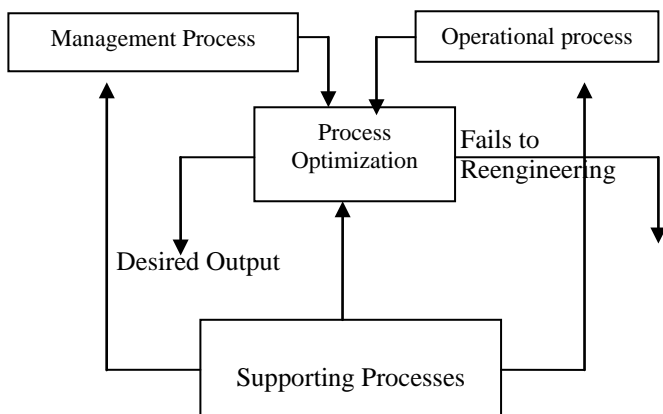 Management Process
Operational process
Process
Optimization
Fails to
Reengineering
Desired Output
Supporting Processes